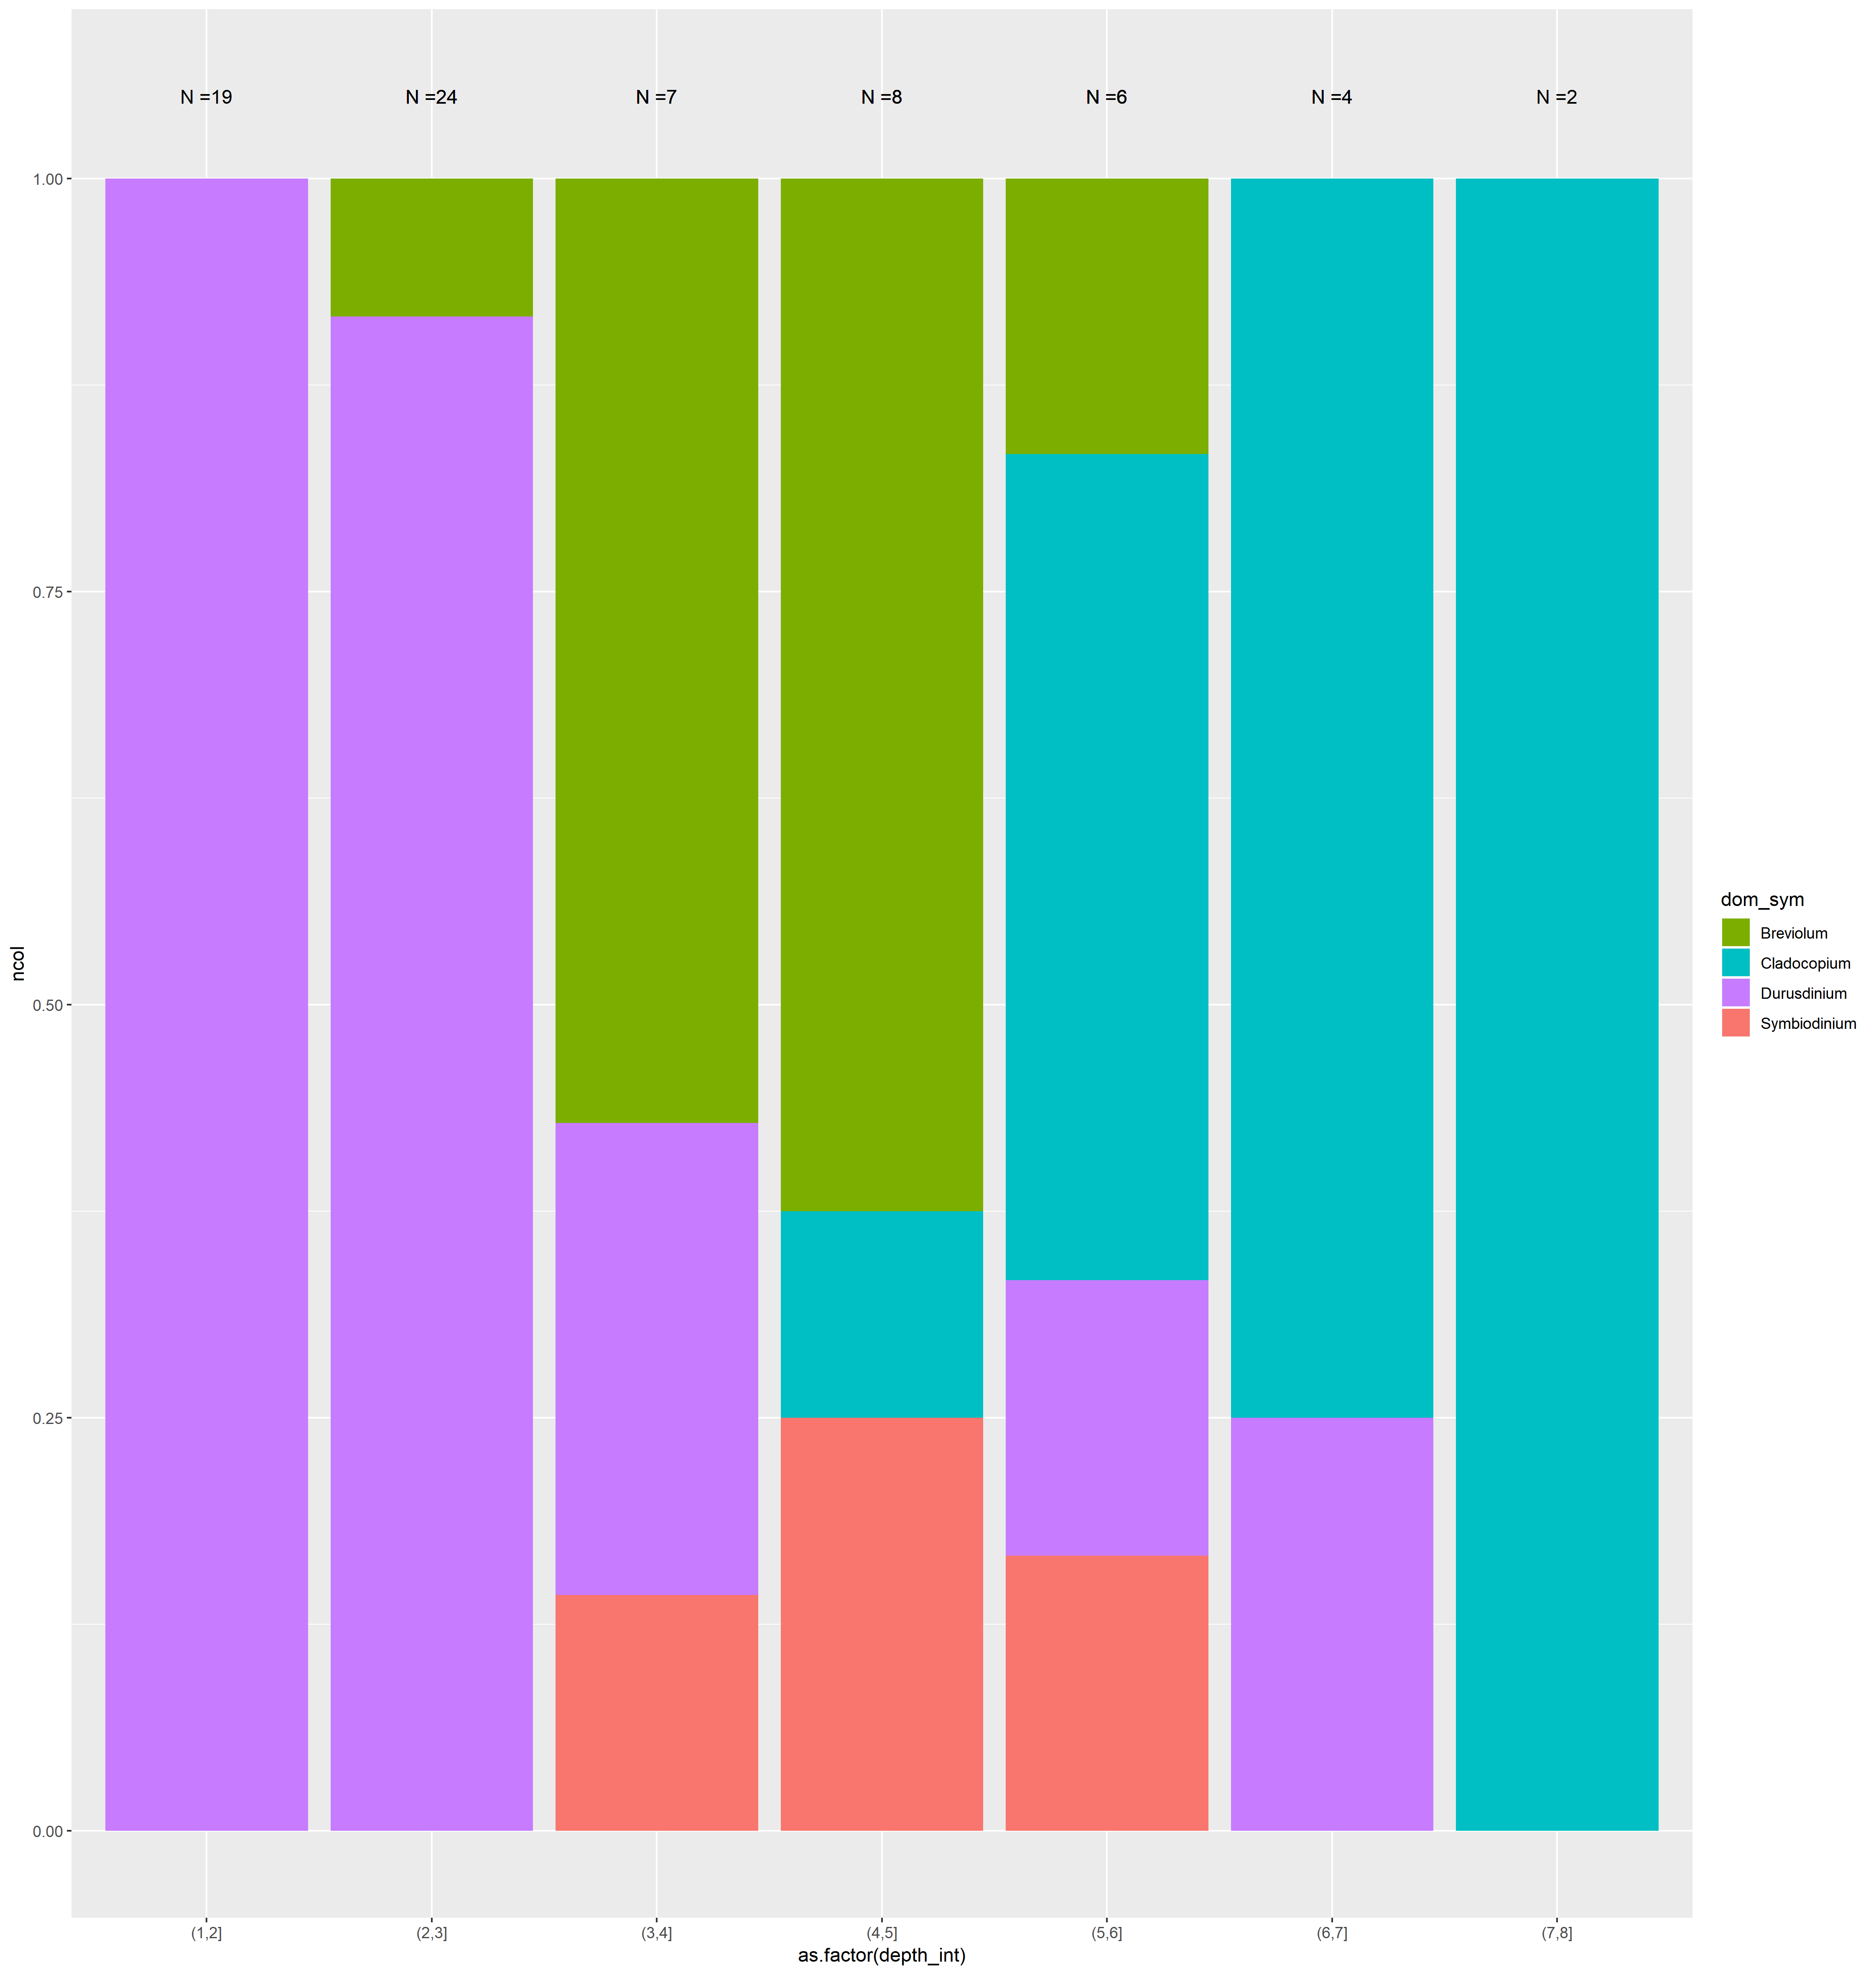 N =19 N =24 N =7 N =8 N =6 N =4 N =2
1.00
0.75
0.50
0.25
0.00
ncol
(1,2] (2,3] (3,4] (4,5] (5,6] (6,7] (7,8]
as.factor(depth_int)
dom_sym
Breviolum
Cladocopium
Durusdinium
Symbiodinium